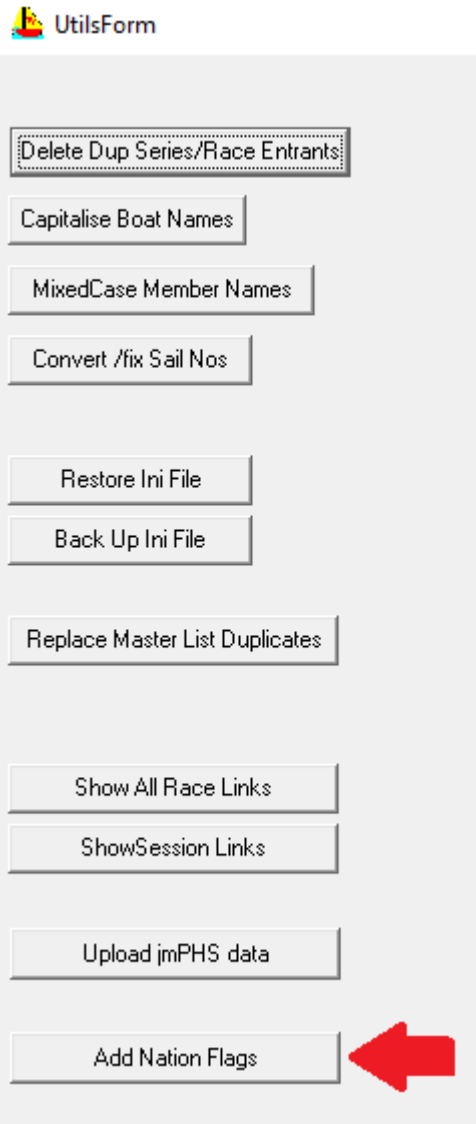 UtilsForm
Delete Dup Series/Race Entrants
Capitalise Boat Names
MixedCase Member Names
Convert /fix Sail Nos
Restore Ini File
Back Up Ini File
Replace Master List Duplicates
Show All Race Links
ShowSession Links
Upload jmPHS data
Add Nation Flags